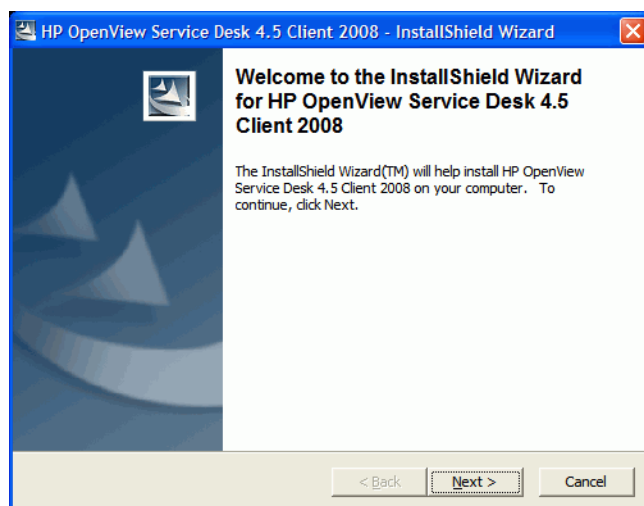 HP OpenView Service Desk 4.5 Client 2008 - InstallShield Wizard
Welcome to the InstallShield Wizard
for HP OpenView Service Desk 4.5
Client 2008
The InstallShield Wizard(TM) will help install HP OpenView
Service Desk 4.5 Client 2008 on your computer. To
continue, click Next.
< Back
Next >
Cancel